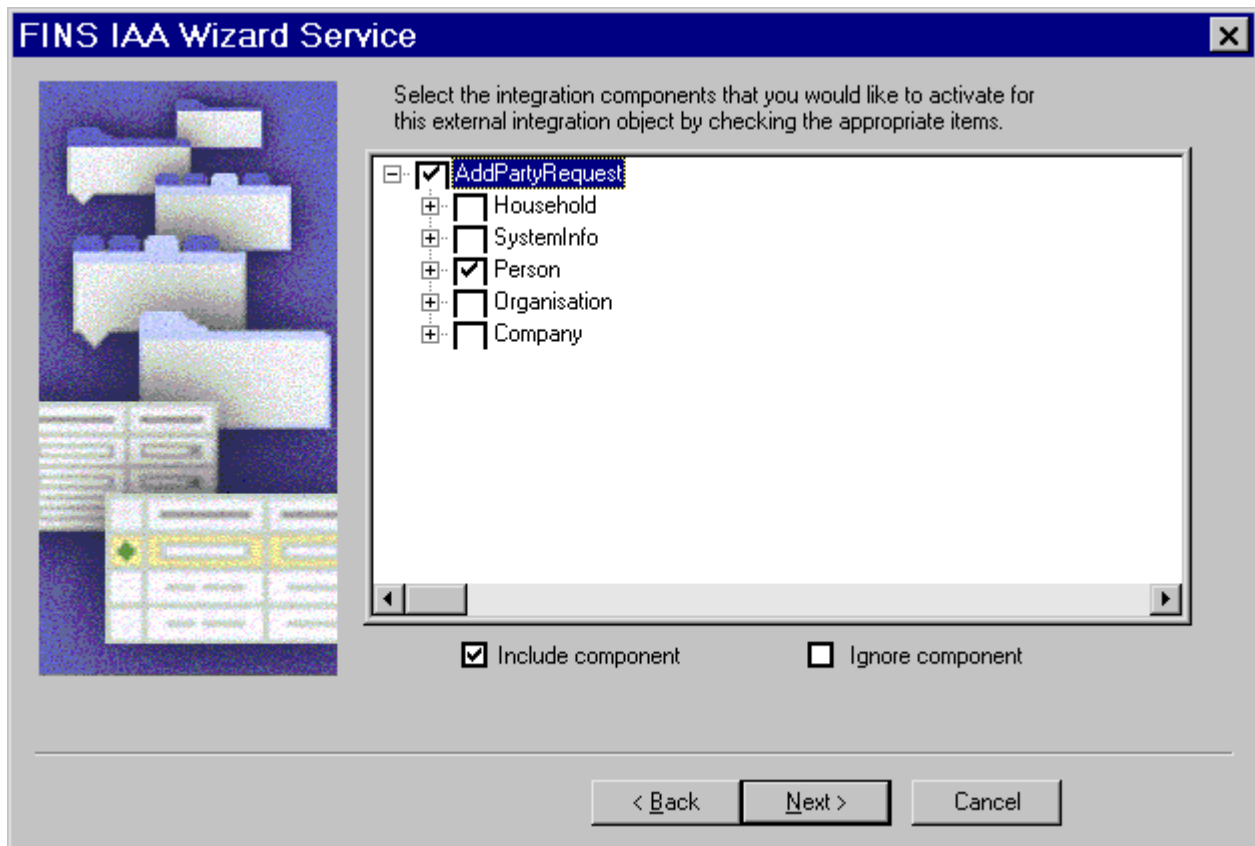 FINS IAA Wizard Service
Select the integration components that you would like to activate for
this external integration object by checking the appropriate items.
AddPartyRequest
Household
SystemInfo
Person
Organisation
Company
Include component Ignore component
< Back Next > Cancel